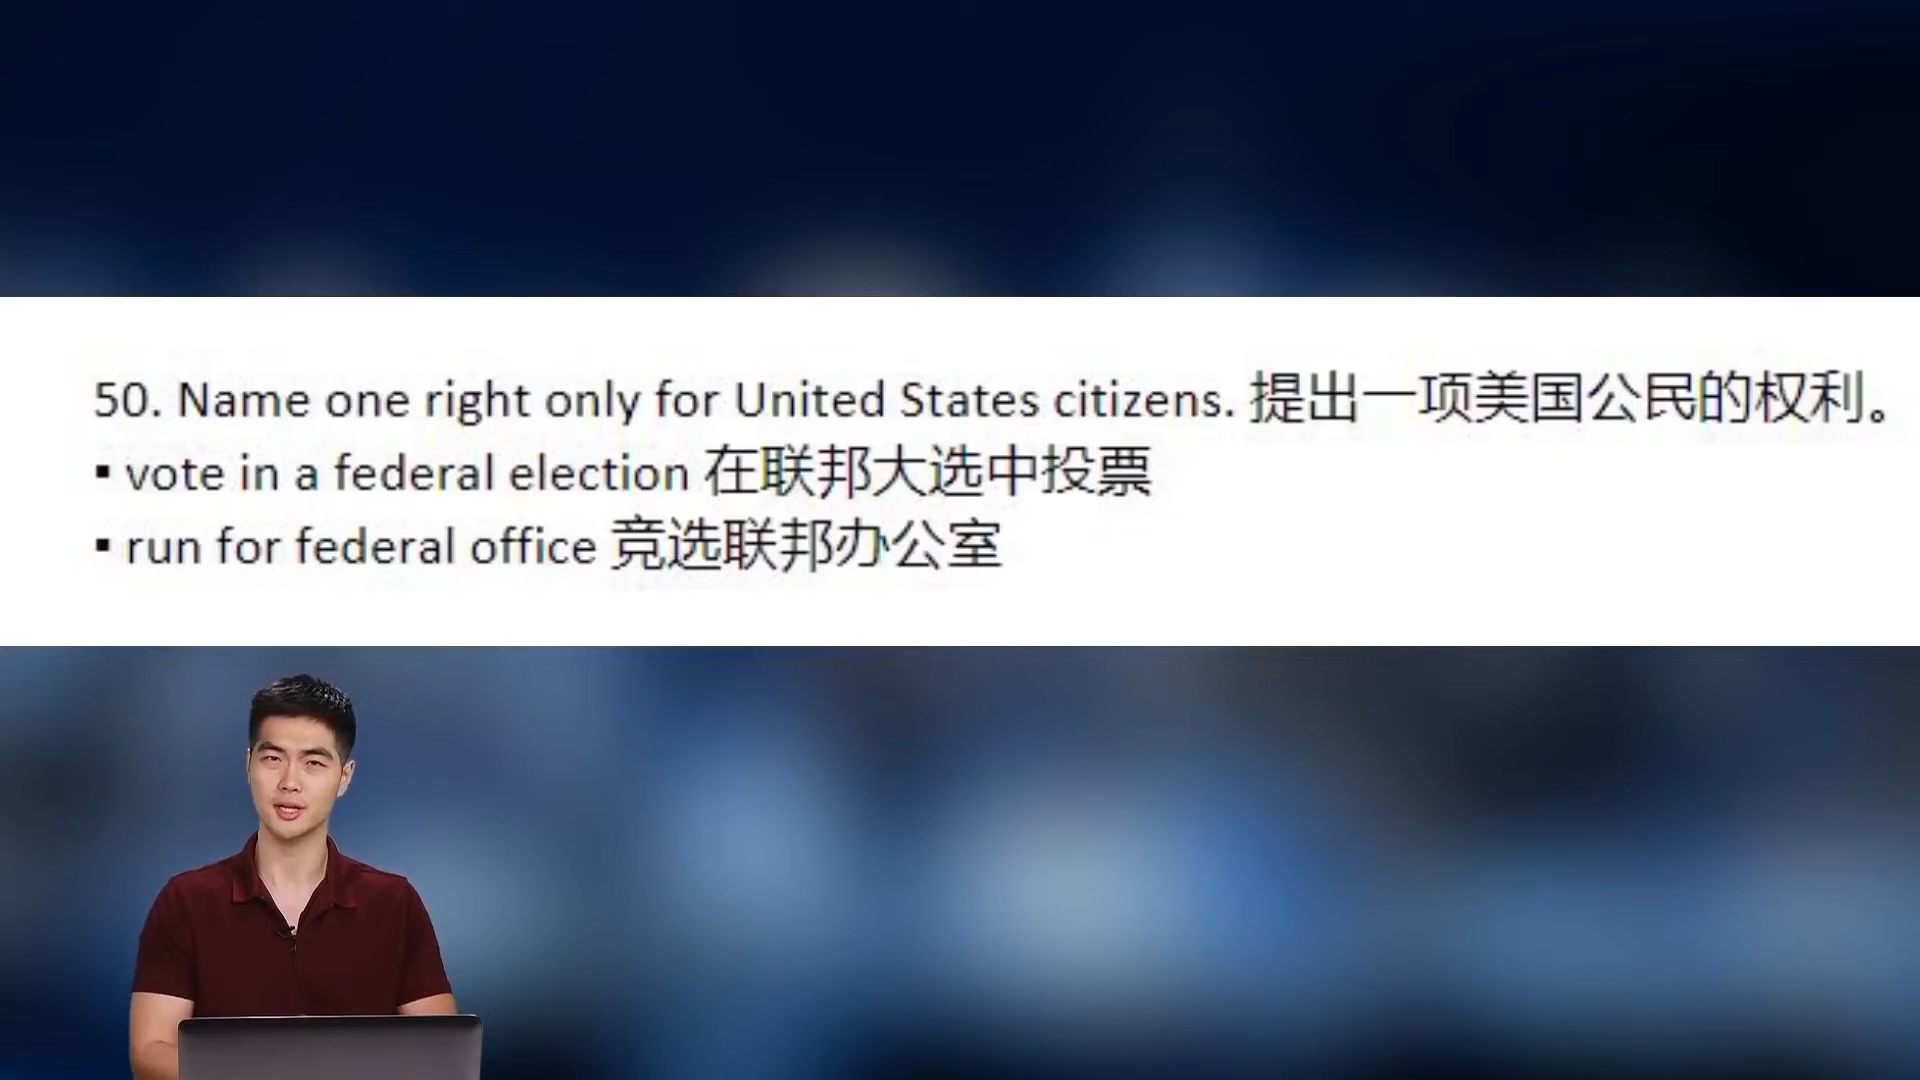 50. Name one right only for United States citizens. 提出一项美国公民的权利。
▪ vote in a federal election 在联邦大选中投票
▪ run for federal office 竞选联邦办公室